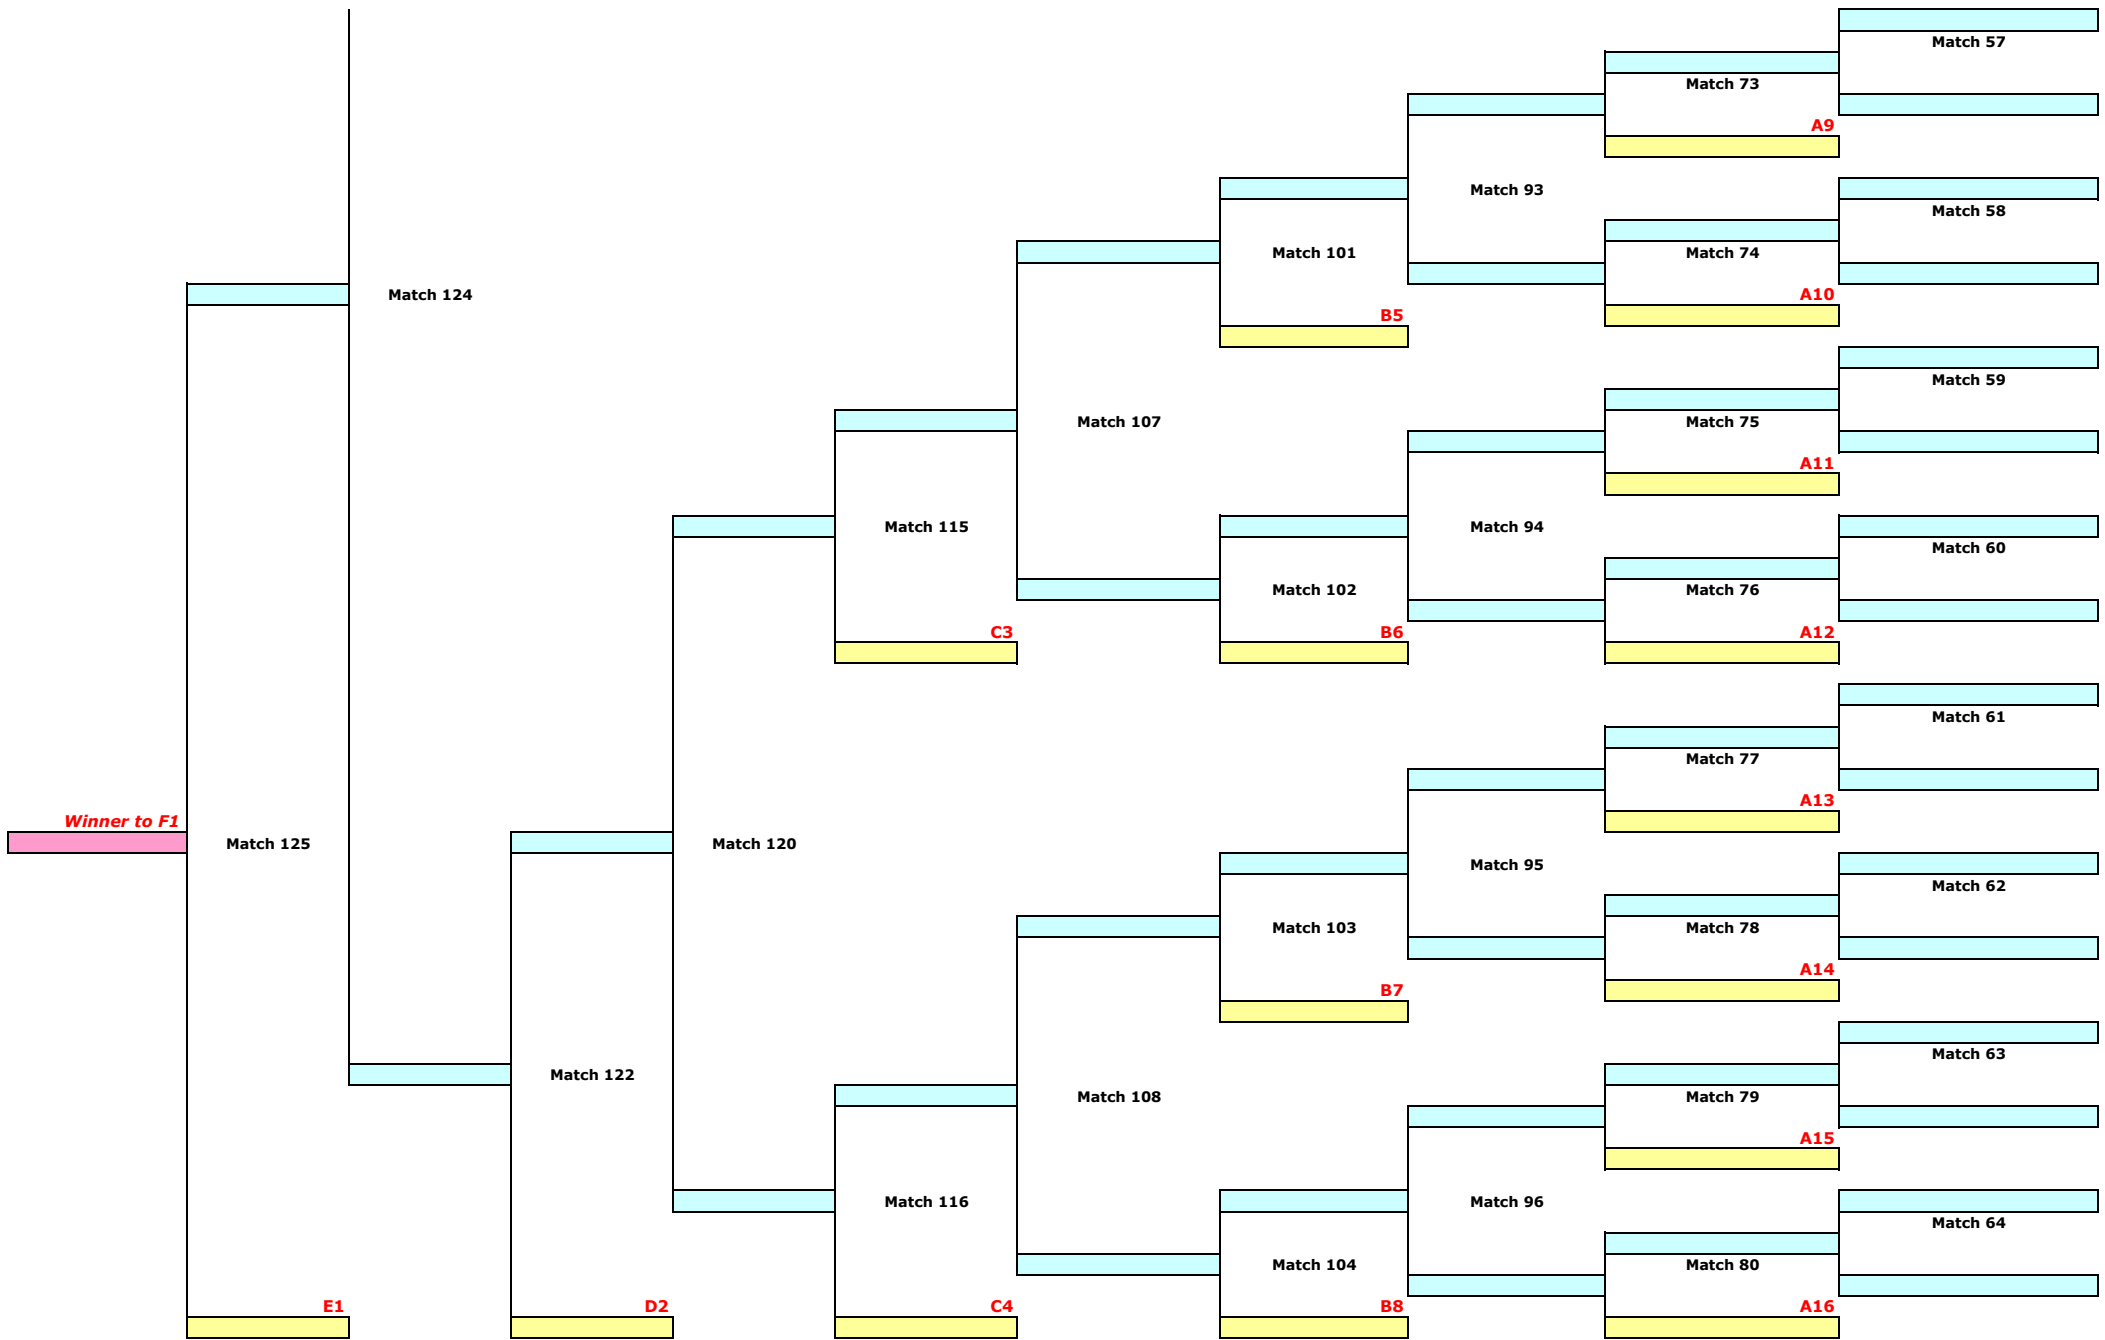 Match 57
Match 73
A9
Match 93
Match 58
Match 101
Match 74
Match 124
A10
B5
Match 59
Match 107
Match 75
A11
Match 115
Match 94
Match 60
Match 102
Match 76
C3
B6
A12
Match 61
Match 77
A13
Winner to F1
Match 125
Match 120
Match 95
Match 62
Match 103
Match 78
A14
B7
Match 63
Match 122
Match 108
Match 79
A15
Match 116
Match 96
Match 64
Match 104
Match 80
E1
D2
C4
B8
A16